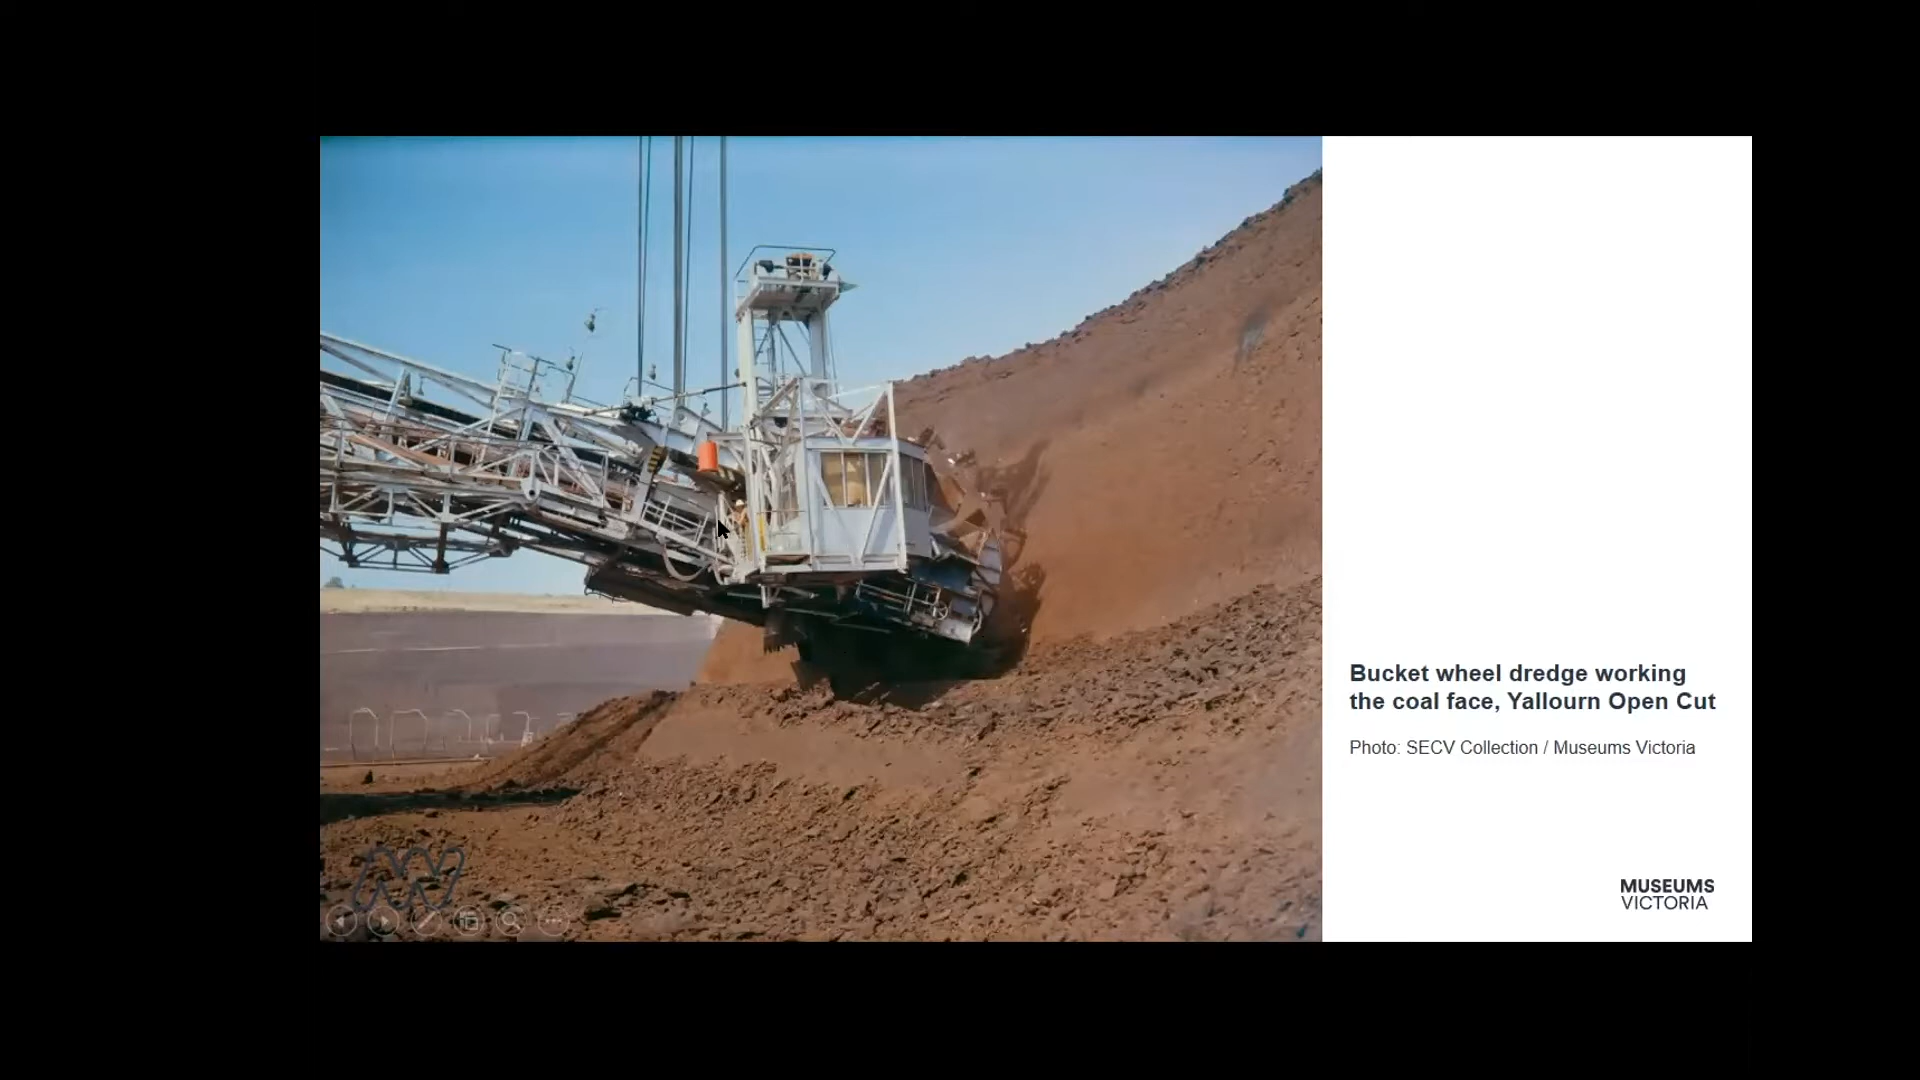 Bucket wheel dredge working
the coal face, Yallourn Open Cut
Photo: SECV Collection / Museums Victoria
MUSEUMS
VICTORIA